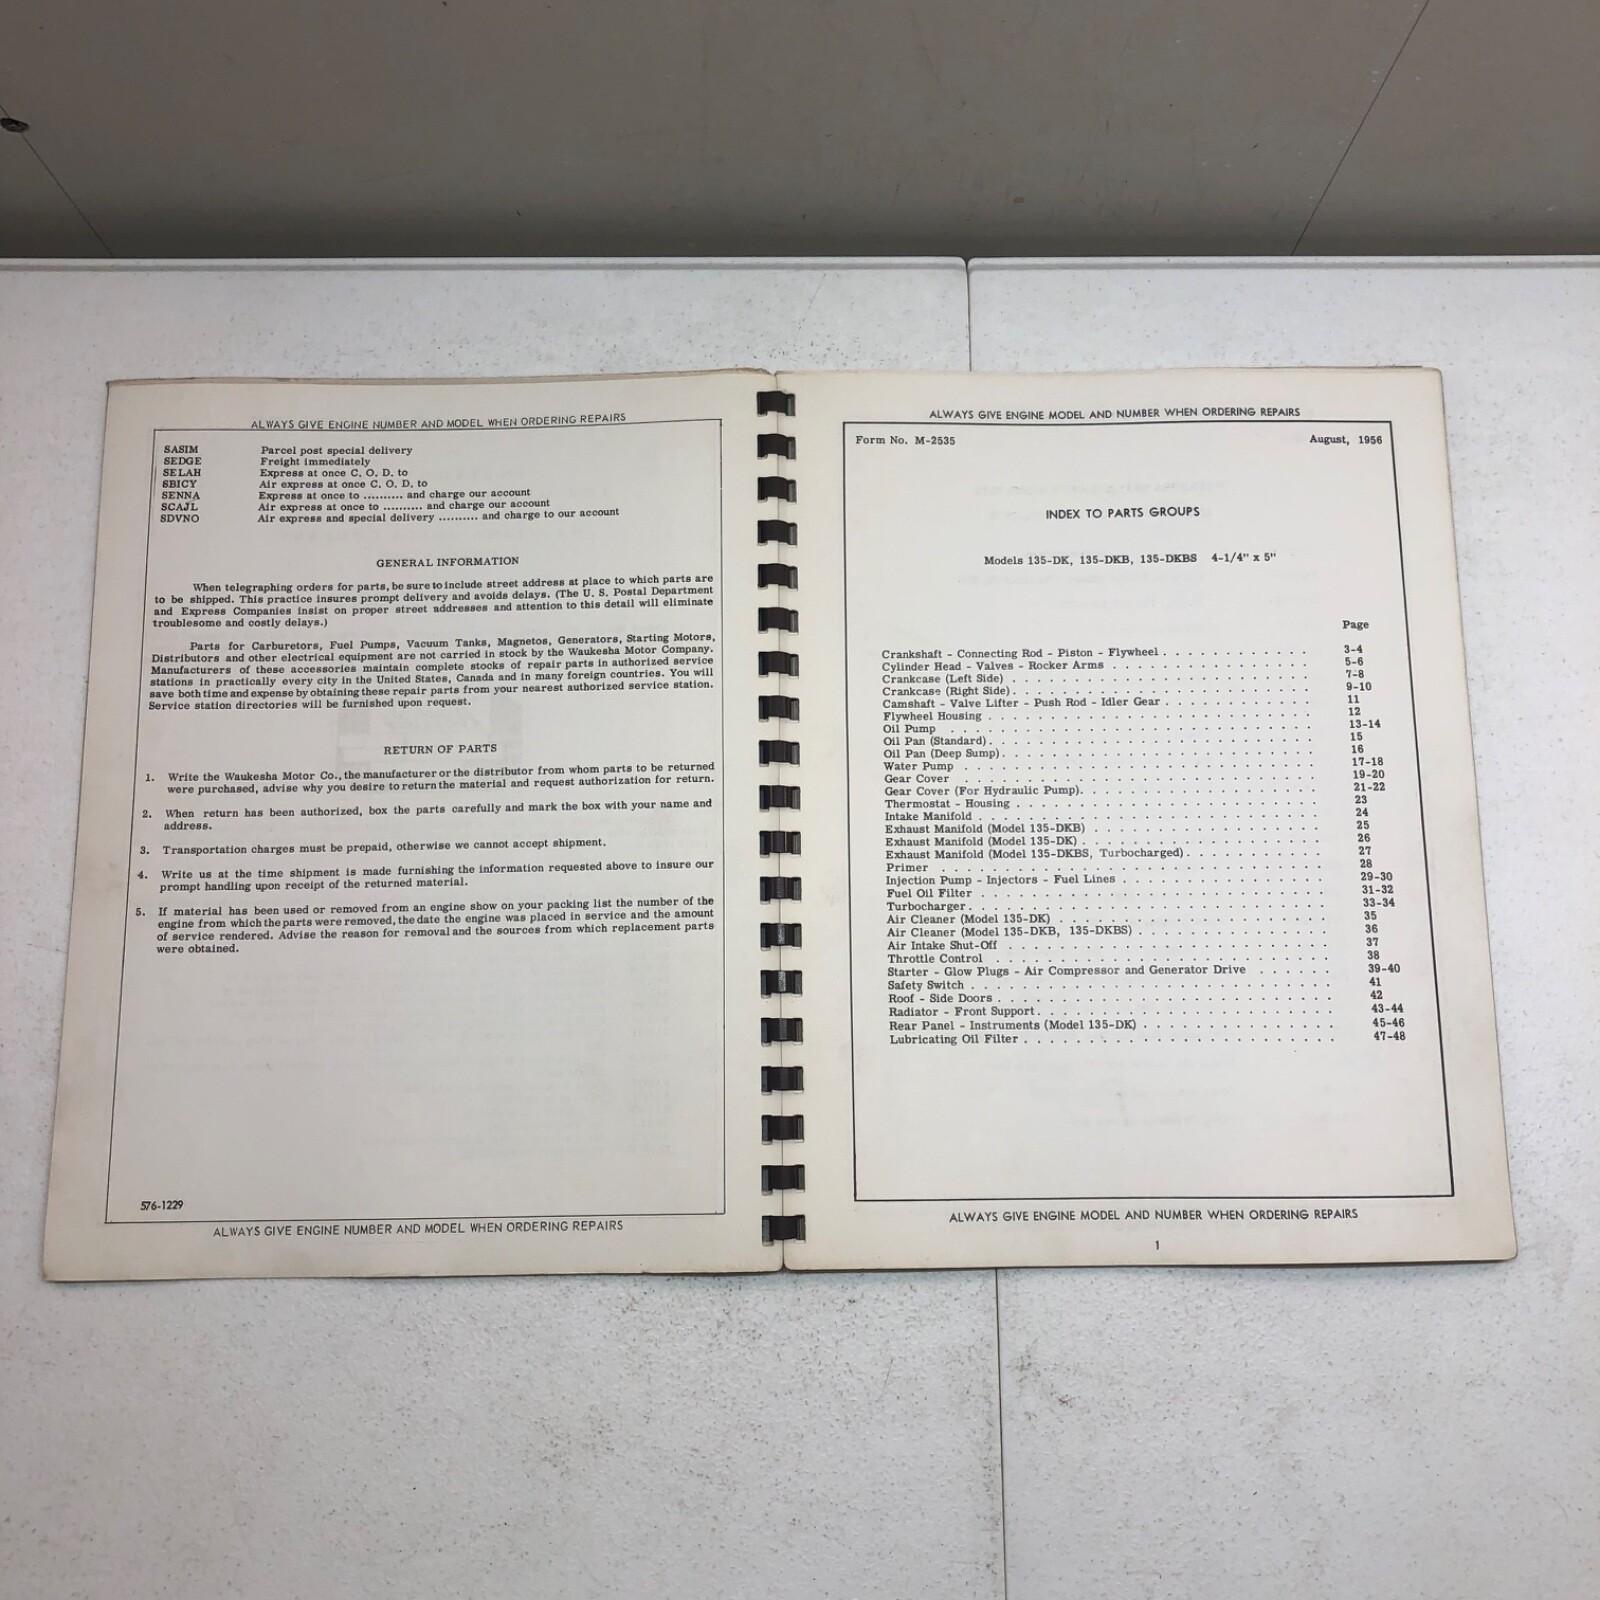 ALWAYS GIVE ENGINE NUMBER AND MODEL WHEN ORDERING REPAIRS
SASIM Parcel post special delivery
SEDGE Freight immediately
SELAH Express at once C. O. D. to
SBICY Air express at once C. O. D. to
SENNA Express at once to .......... and charge our account
SCAJL Air express at once to .......... and charge our account
SDVNO Air express and special delivery .......... and charge to our account
GENERAL INFORMATION
When telegraphing orders for parts, be sure to include street address at place to which parts are
to be shipped. This practice insures prompt delivery and avoids delays. (The U. S. Postal Department
and Express Companies insist on proper street addresses and attention to this detail will eliminate
troublesome and costly delays.)
Parts for Carburetors, Fuel Pumps, Vacuum Tanks, Magnetos, Generators, Starting Motors,
Distributors and other electrical equipment are not carried in stock by the Waukesha Motor Company.
Manufacturers of these accessories maintain complete stocks of repair parts in authorized service
stations in practically every city in the United States, Canada and in many foreign countries. You will
save both time and expense by obtaining these repair parts from your nearest authorized service station.
Service station directories will be furnished upon request.
RETURN OF PARTS
1. Write the Waukesha Motor Co., the manufacturer or the distributor from whom parts to be returned
were purchased, advise why you desire to return the material and request authorization for return.
2. When return has been authorized, box the parts carefully and mark the box with your name and
address.
3. Transportation charges must be prepaid, otherwise we cannot accept shipment.
4. Write us at the time shipment is made furnishing the information requested above to insure our
prompt handling upon receipt of the returned material.
5. If material has been used or removed from an engine show on your packing list the number of the
engine from which the parts were removed, the date the engine was placed in service and the amount
of service rendered. Advise the reason for removal and the sources from which replacement parts
were obtained.
576-1229
ALWAYS GIVE ENGINE NUMBER AND MODEL WHEN ORDERING REPAIRS
ALWAYS GIVE ENGINE MODEL AND NUMBER WHEN ORDERING REPAIRS
Form No. M-2535 August, 1956
INDEX TO PARTS GROUPS
Models 135-DK, 135-DKB, 135-DKBS 4-1/4" x 5"
Page
Crankshaft - Connecting Rod - Piston - Flywheel . . . . . . . . . . . . 3-4
Cylinder Head - Valves - Rocker Arms . . . . . . . . . . . . . . . . 5-6
Crankcase (Left Side) . . . . . . . . . . . . . . . . . . . . . . . 7-8
Crankcase (Right Side) . . . . . . . . . . . . . . . . . . . . . . . 9-10
Camshaft - Valve Lifter - Push Rod - Idler Gear . . . . . . . . . . . . 11
Flywheel Housing . . . . . . . . . . . . . . . . . . . . . . . . . 12
Oil Pump . . . . . . . . . . . . . . . . . . . . . . . . . . . . 13-14
Oil Pan (Standard) . . . . . . . . . . . . . . . . . . . . . . . . . 15
Oil Pan (Deep Sump) . . . . . . . . . . . . . . . . . . . . . . . . 16
Water Pump . . . . . . . . . . . . . . . . . . . . . . . . . . . 17-18
Gear Cover . . . . . . . . . . . . . . . . . . . . . . . . . . . 19-20
Gear Cover (For Hydraulic Pump) . . . . . . . . . . . . . . . . . . 21-22
Thermostat - Housing . . . . . . . . . . . . . . . . . . . . . . . 23
Intake Manifold . . . . . . . . . . . . . . . . . . . . . . . . . . 24
Exhaust Manifold (Model 135-DKB) . . . . . . . . . . . . . . . . . . 25
Exhaust Manifold (Model 135-DK) . . . . . . . . . . . . . . . . . . . 26
Exhaust Manifold (Model 135-DKBS, Turbocharged) . . . . . . . . . . . 27
Primer . . . . . . . . . . . . . . . . . . . . . . . . . . . . . 28
Injection Pump - Injectors - Fuel Lines . . . . . . . . . . . . . . . . 29-30
Fuel Oil Filter . . . . . . . . . . . . . . . . . . . . . . . . . . 31-32
Turbocharger . . . . . . . . . . . . . . . . . . . . . . . . . . . 33-34
Air Cleaner (Model 135-DK) . . . . . . . . . . . . . . . . . . . . . 35
Air Cleaner (Model 135-DKB, 135-DKBS) . . . . . . . . . . . . . . . 36
Air Intake Shut-Off . . . . . . . . . . . . . . . . . . . . . . . . 37
Throttle Control . . . . . . . . . . . . . . . . . . . . . . . . . 38
Starter - Glow Plugs - Air Compressor and Generator Drive . . . . . . 39-40
Safety Switch . . . . . . . . . . . . . . . . . . . . . . . . . . . 41
Roof - Side Doors . . . . . . . . . . . . . . . . . . . . . . . . . 42
Radiator - Front Support . . . . . . . . . . . . . . . . . . . . . . 43-44
Rear Panel - Instruments (Model 135-DK) . . . . . . . . . . . . . . . 45-46
Lubricating Oil Filter . . . . . . . . . . . . . . . . . . . . . . . 47-48
ALWAYS GIVE ENGINE MODEL AND NUMBER WHEN ORDERING REPAIRS
1